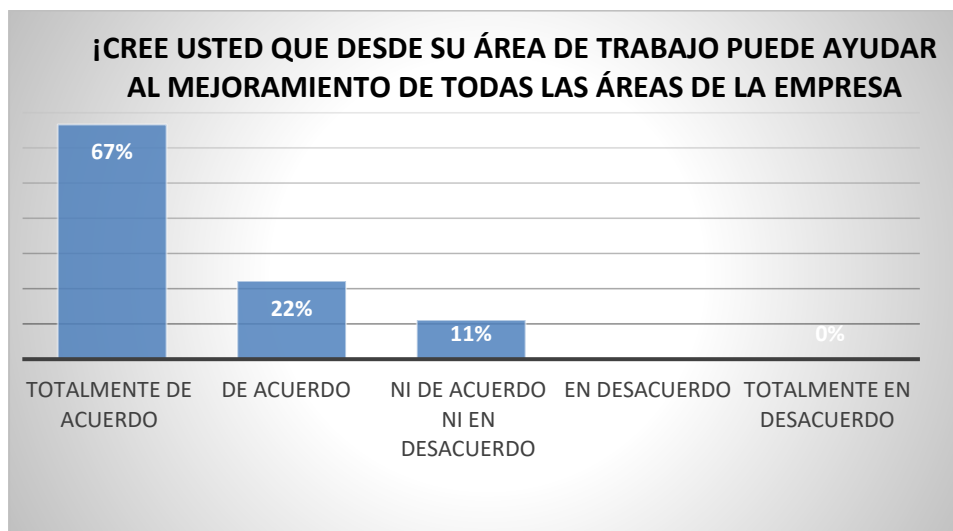 ¡CREE USTED QUE DESDE SU ÁREA DE TRABAJO PUEDE AYUDAR
AL MEJORAMIENTO DE TODAS LAS ÁREAS DE LA EMPRESA
67%
22%
11%
0%
TOTALMENTE DE
ACUERDO
DE ACUERDO
NI DE ACUERDO
NI EN
DESACUERDO
EN DESACUERDO
TOTALMENTE EN
DESACUERDO